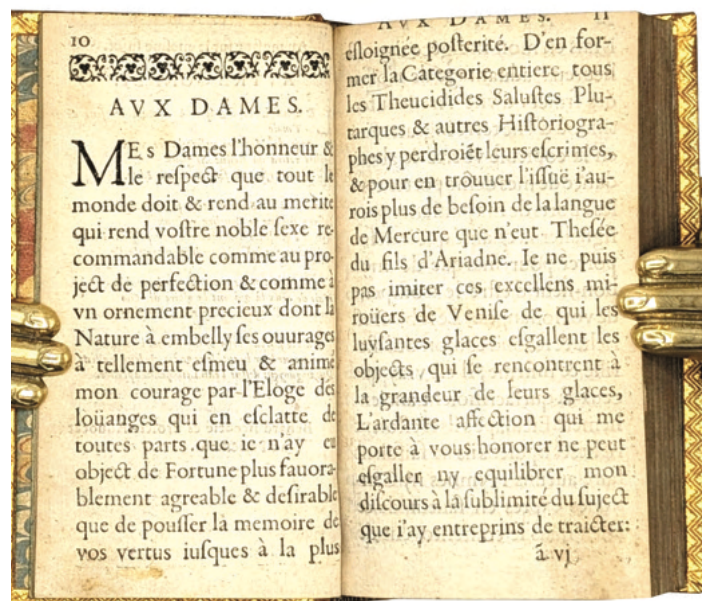 10
AVX DAMES.
MEs Dames l'honneur &
le reſpect que tout le
monde doit & rend au merite
qui rend voſtre noble ſexe re-
commandable comme au pro-
ject de perfection & comme à
vn ornement precieux dont la
Nature à embelly ſes ouurages
à tellement eſmeu & animé
mon courage par l'Eloge des
loüanges qui en eſclatte de
toutes parts que ie n'ay eu
object de Fortune plus fauora-
blement agreable & deſirable
que de pouſſer la memoire de
vos vertus iuſques à la plus
AVX DAMES. 11
eſloignée poſterité. D'en for-
mer la Categorie entiere tous
les Theucidides Saluſtes Plu-
tarques & autres Hiſtoriogra-
phes y perdroiẽt leurs eſcrimes,
& pour en trouuer l'iſſuë i'au-
rois plus de beſoin de la langue
de Mercure que n'eut Theſée
du fils d'Ariadne. Ie ne puis
pas imiter ces excellens mi-
roüers de Veniſe de qui les
luyſantes glaces eſgallent les
objects qui ſe rencontrent à
la grandeur de leurs glaces,
L'ardante affection qui me
porte à vous honorer ne peut
eſgaller ny equilibrer mon
diſcours à la ſublimité du ſuject
que i'ay entreprins de traicter:
ã vj